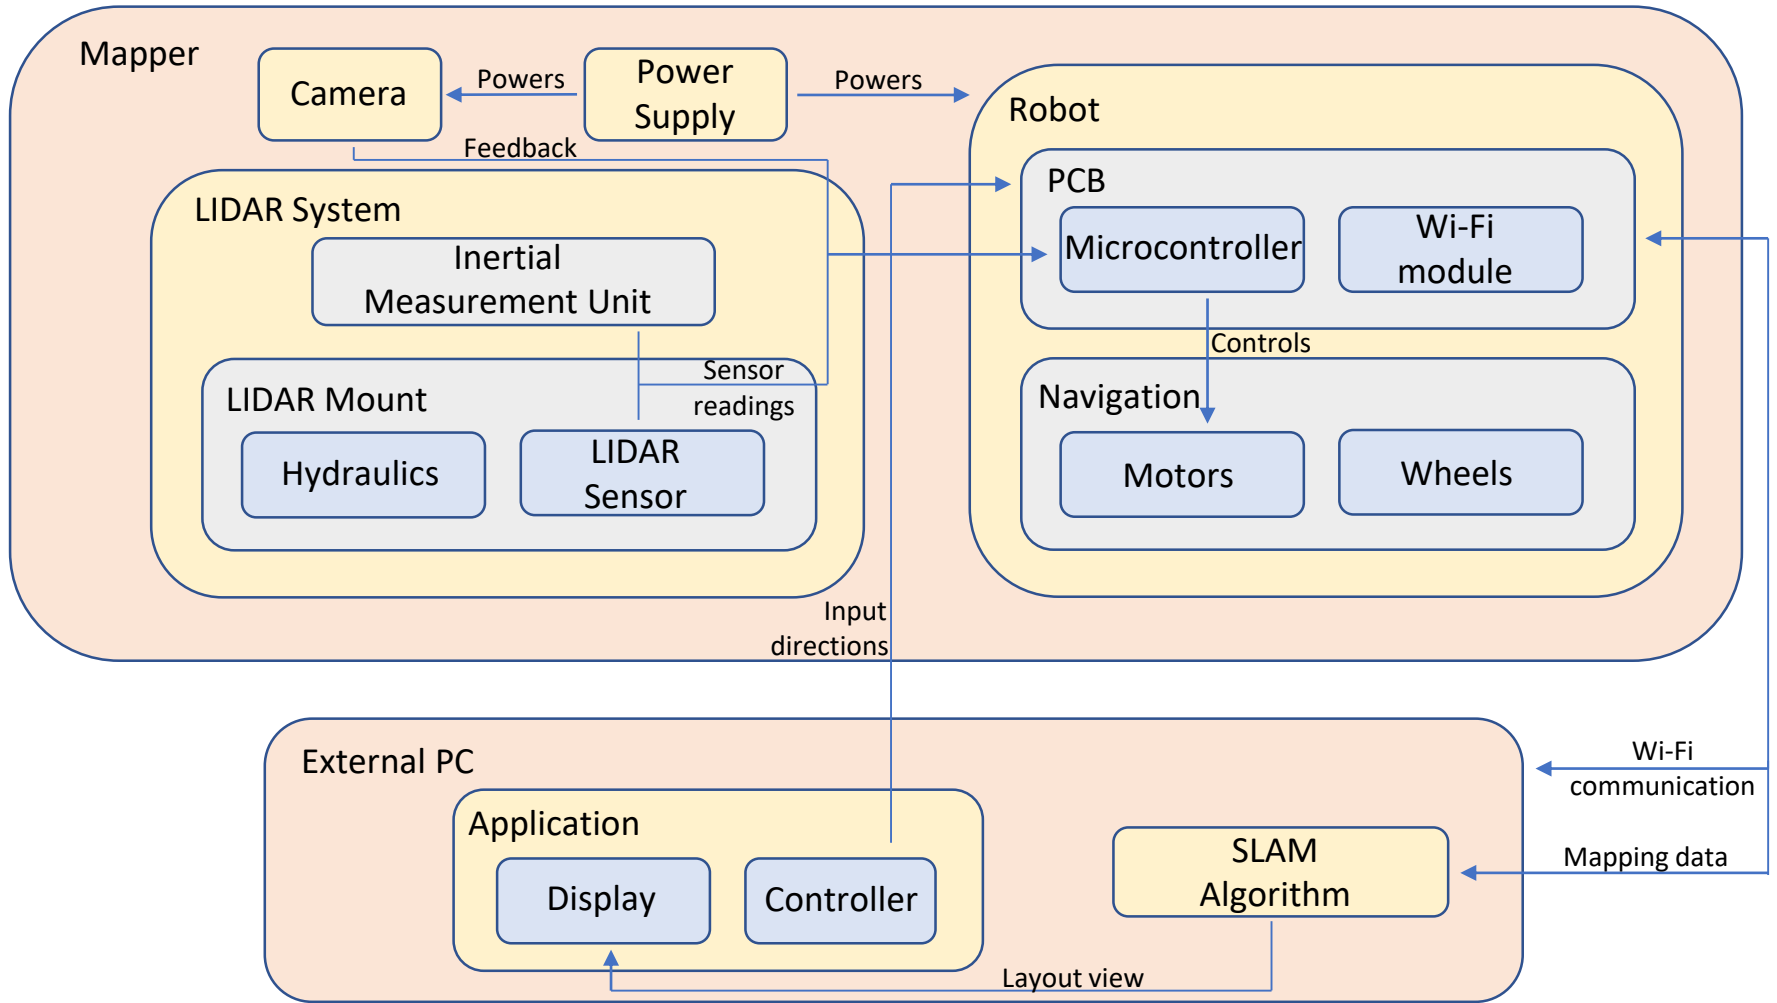 Mapper
Camera
Powers
Power
Supply
Powers
Robot
Feedback
PCB
LIDAR System
Microcontroller
Wi-Fi
module
Inertial
Measurement Unit
Controls
Sensor
readings
LIDAR Mount
Navigation
Hydraulics
LIDAR
Sensor
Motors
Wheels
Input
directions
External PC
Wi-Fi
communication
Application
SLAM
Algorithm
Mapping data
Display
Controller
Layout view